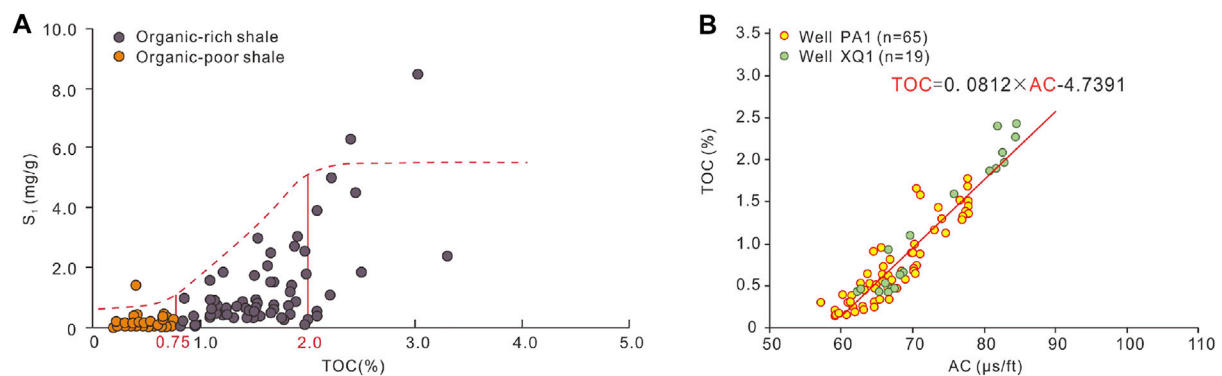 A
10.0
8.0
6.0
4.0
2.0
0
S₁ (mg/g)
Organic-rich shale
Organic-poor shale
0 0.75 1.0 2.0 3.0 4.0 5.0
TOC(%)
B
3.5
3.0
2.5
2.0
1.5
1.0
0.5
0.0
TOC (%)
Well PA1 (n=65)
Well XQ1 (n=19)
TOC=0.0812×AC-4.7391
50 60 70 80 90 100 110
AC (μs/ft)